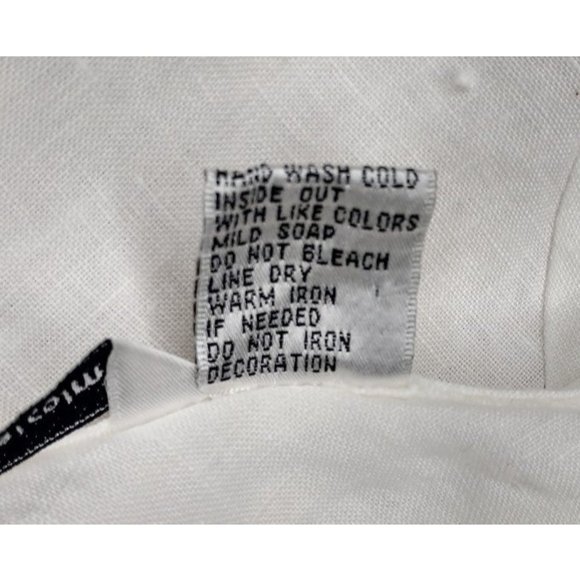 HAND WASH COLD
INSIDE OUT
WITH LIKE COLORS
MILD SOAP
DO NOT BLEACH
LINE DRY
WARM IRON
IF NEEDED
DO NOT IRON
DECORATION